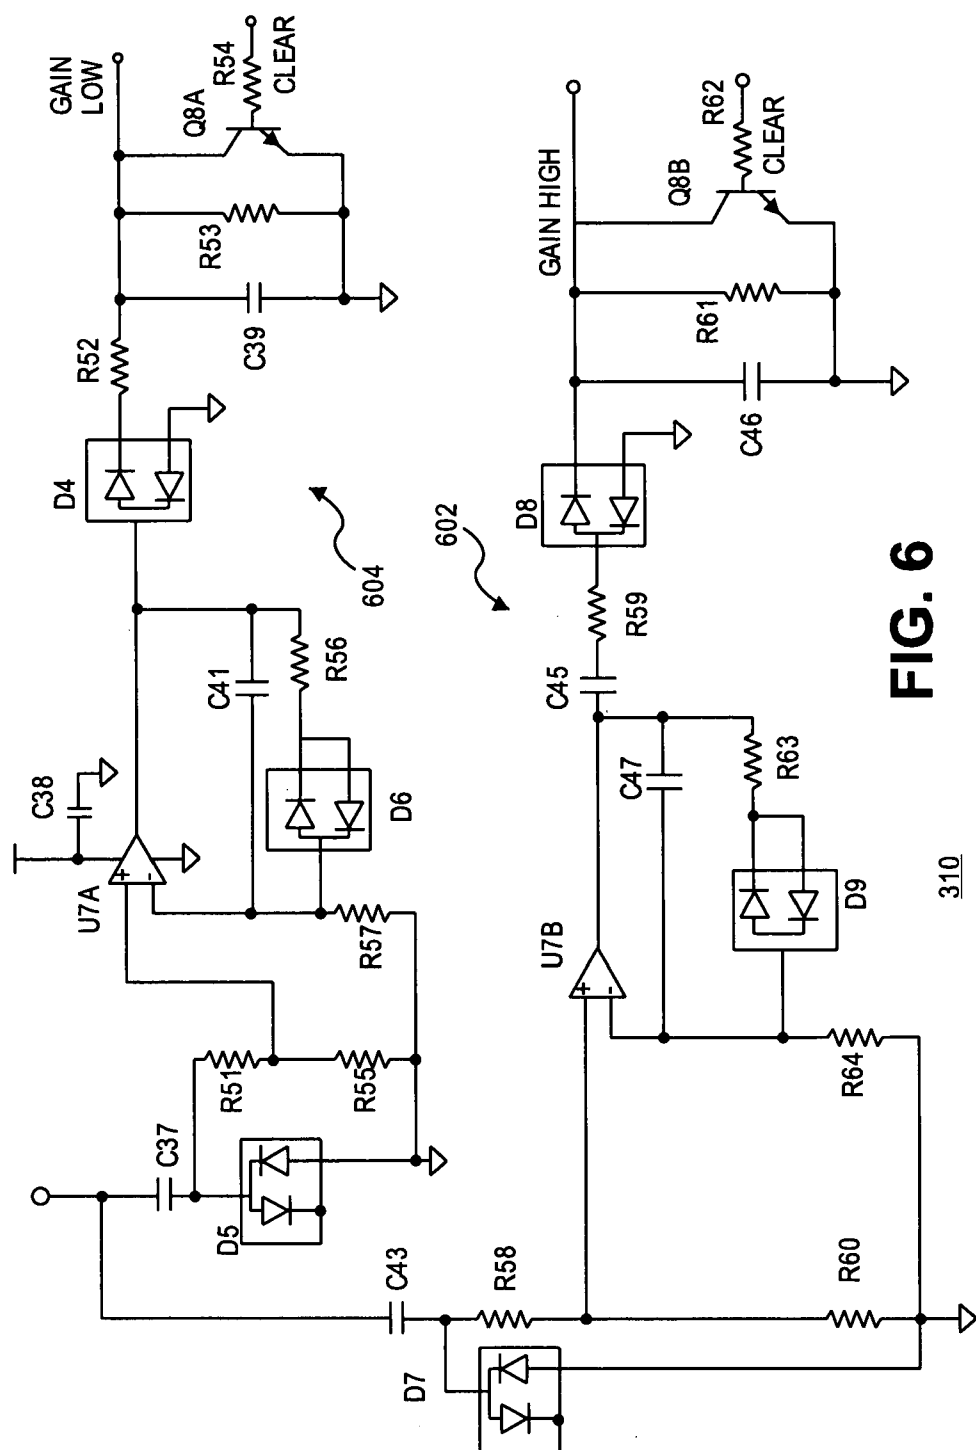 GAIN
LOW
R54
CLEAR
Q8A
R53
C39
R52
D4
604
C38
U7A
+
-
C41
R56
D6
R57
R51
R55
C37
D5
GAIN HIGH
R62
CLEAR
Q8B
R61
C46
D8
602
R59
C45
U7B
+
-
C47
R63
D9
R64
C43
R58
R60
D7
310
FIG. 6